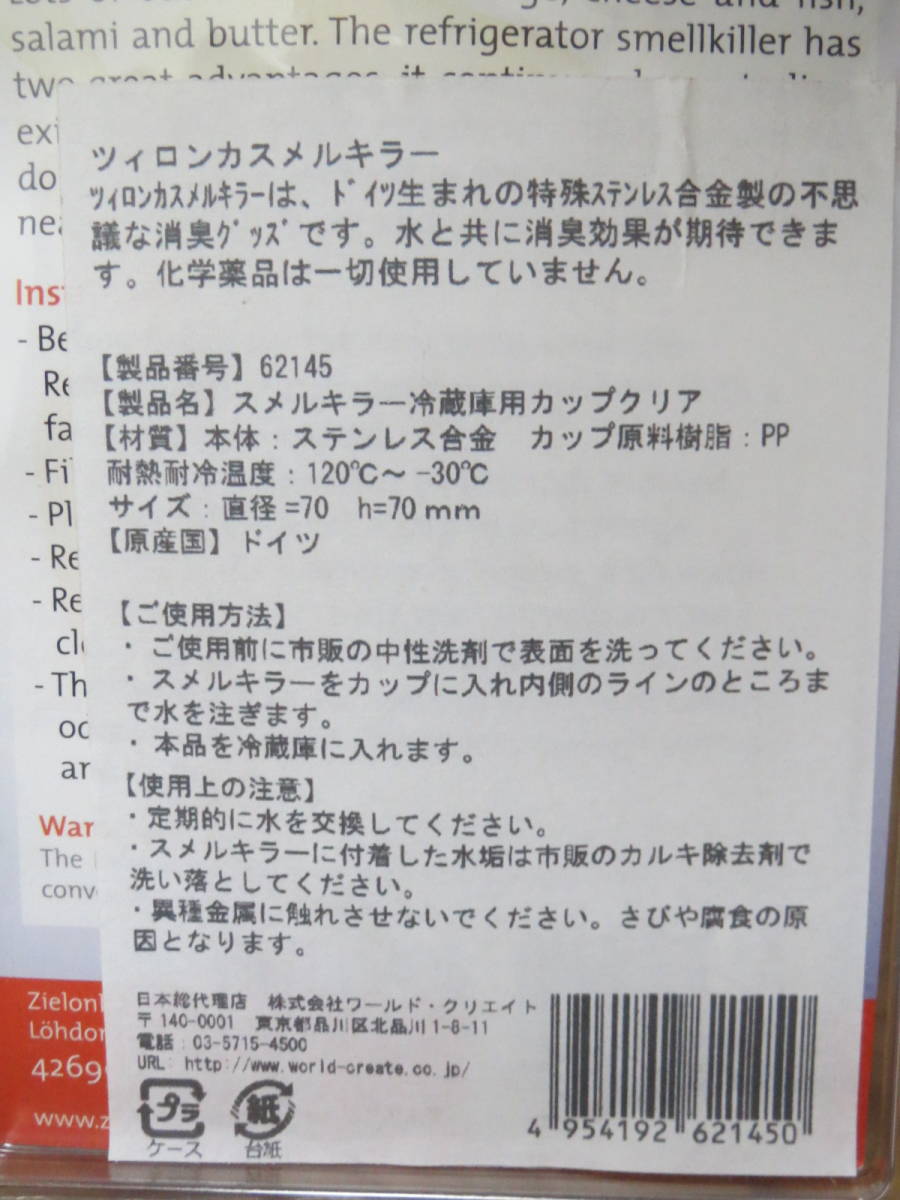 salami and butter. The refrigerator smellkiller has
two great advantages
ツィロンカスメルキラー
ﾂｨﾛﾝｶｽﾒﾙｷﾗｰは、ﾄﾞｲﾂ生まれの特殊ｽﾃﾝﾚｽ合金製の不思
議な消臭ｸﾞｯｽﾞです。水と共に消臭効果が期待できま
す。化学薬品は一切使用していません。
【製品番号】62145
【製品名】スメルキラー冷蔵庫用カップクリア
【材質】本体：ステンレス合金　カップ原料樹脂：PP
耐熱耐冷温度：120℃～ -30℃
サイズ：直径=70　h=70mm
【原産国】ドイツ
【ご使用方法】
・ご使用前に市販の中性洗剤で表面を洗ってください。
・スメルキラーをカップに入れ内側のラインのところま
で水を注ぎます。
・本品を冷蔵庫に入れます。
【使用上の注意】
・定期的に水を交換してください。
・スメルキラーに付着した水垢は市販のカルキ除去剤で
洗い落としてください。
・異種金属に触れさせないでください。さびや腐食の原
因となります。
日本総代理店　株式会社ワールド・クリエイト
〒140-0001　東京都品川区北品川1-8-11
電話：03-5715-4500
URL: http://www.world-create.co.jp/
プラ 紙
ケース 台紙
4 954192 621450